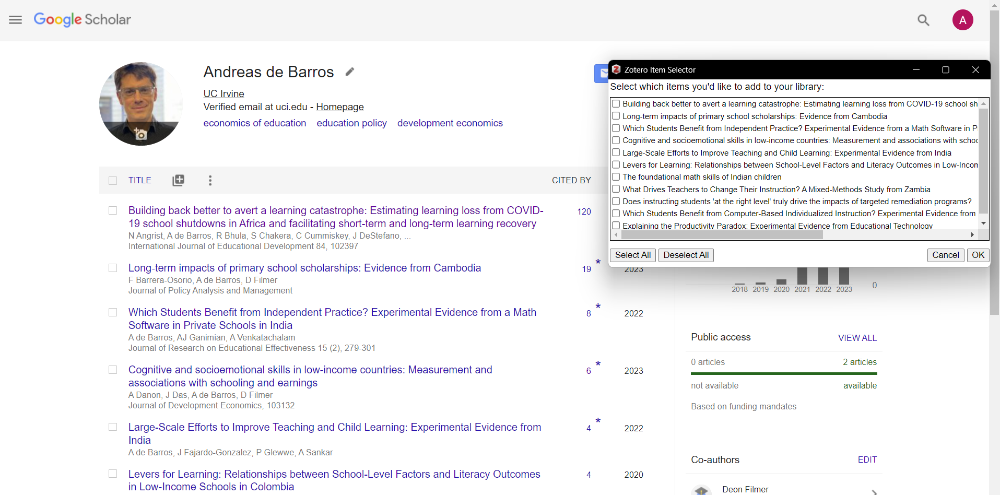 Google Scholar
A
Andreas de Barros
UC Irvine
Verified email at uci.edu - Homepage
economics of education education policy development economics
TITLE
CITED BY
Building back better to avert a learning catastrophe: Estimating learning loss from COVID-
19 school shutdowns in Africa and facilitating short-term and long-term learning recovery
120
N Angrist, A de Barros, R Bhula, S Chakera, C Cummiskey, J DeStefano, ...
International Journal of Educational Development 84, 102397
Long-term impacts of primary school scholarships: Evidence from Cambodia
19 *
2023
F Barrera-Osorio, A de Barros, D Filmer
Journal of Policy Analysis and Management
Which Students Benefit from Independent Practice? Experimental Evidence from a Math
Software in Private Schools in India
8 *
2022
A de Barros, AJ Ganimian, A Venkatachalam
Journal of Research on Educational Effectiveness 15 (2), 279-301
Cognitive and socioemotional skills in low-income countries: Measurement and
associations with schooling and earnings
6 *
2023
A Danon, J Das, A de Barros, D Filmer
Journal of Development Economics, 103132
Large-Scale Efforts to Improve Teaching and Child Learning: Experimental Evidence from
India
4 *
2022
A de Barros, J Fajardo-Gonzalez, P Glewwe, A Sankar
Levers for Learning: Relationships between School-Level Factors and Literacy Outcomes
in Low-Income Schools in Colombia
4
2020
Zotero Item Selector
Select which items you'd like to add to your library:
Building back better to avert a learning catastrophe: Estimating learning loss from COVID-19 school sh
Long-term impacts of primary school scholarships: Evidence from Cambodia
Which Students Benefit from Independent Practice? Experimental Evidence from a Math Software in P
Cognitive and socioemotional skills in low-income countries: Measurement and associations with schoo
Large-Scale Efforts to Improve Teaching and Child Learning: Experimental Evidence from India
Levers for Learning: Relationships between School-Level Factors and Literacy Outcomes in Low-Incom
The foundational math skills of Indian children
What Drives Teachers to Change Their Instruction? A Mixed-Methods Study from Zambia
Does instructing students 'at the right level' truly drive the impacts of targeted remediation programs?
Which Students Benefit from Computer-Based Individualized Instruction? Experimental Evidence from
Explaining the Productivity Paradox: Experimental Evidence from Educational Technology
Select All Deselect All Cancel OK
2018 2019 2020 2021 2022 2023 0
Public access VIEW ALL
0 articles 2 articles
not available available
Based on funding mandates
Co-authors EDIT
Deon Filmer